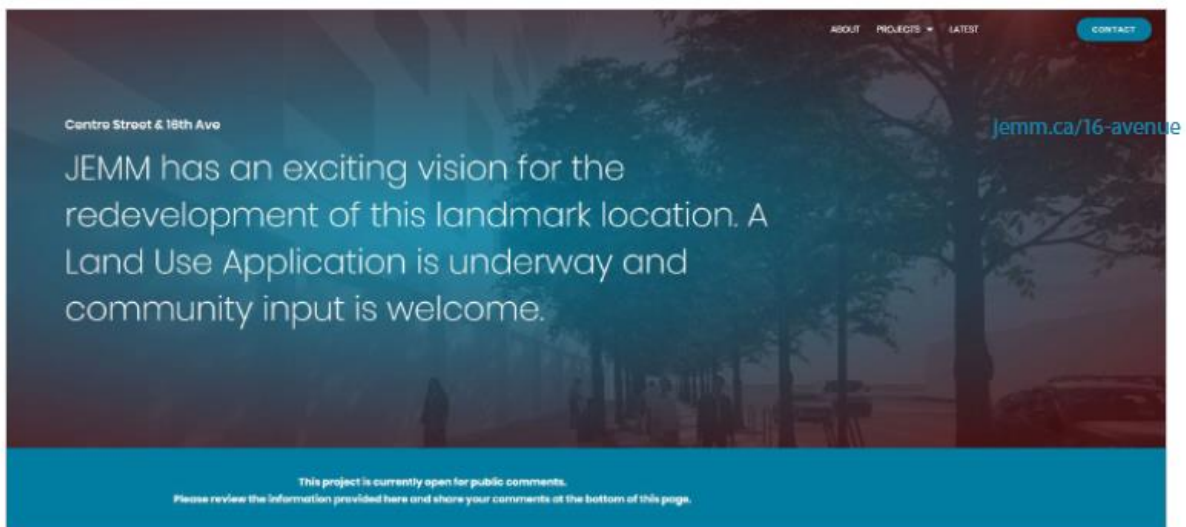 ABOUT PROJECTS LATEST CONTACT
jemm.ca/16-avenue
Centre Street & 16th Ave
JEMM has an exciting vision for the
redevelopment of this landmark location. A
Land Use Application is underway and
community input is welcome.
This project is currently open for public comments.
Please review the information provided here and share your comments at the bottom of this page.